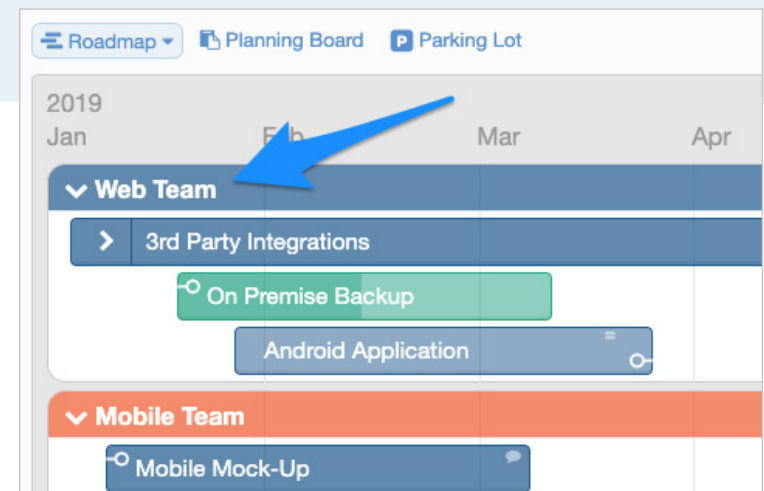 Roadmap Planning Board P Parking Lot
2019
Jan Feb Mar Apr
Web Team
3rd Party Integrations
On Premise Backup
Android Application
Mobile Team
Mobile Mock-Up